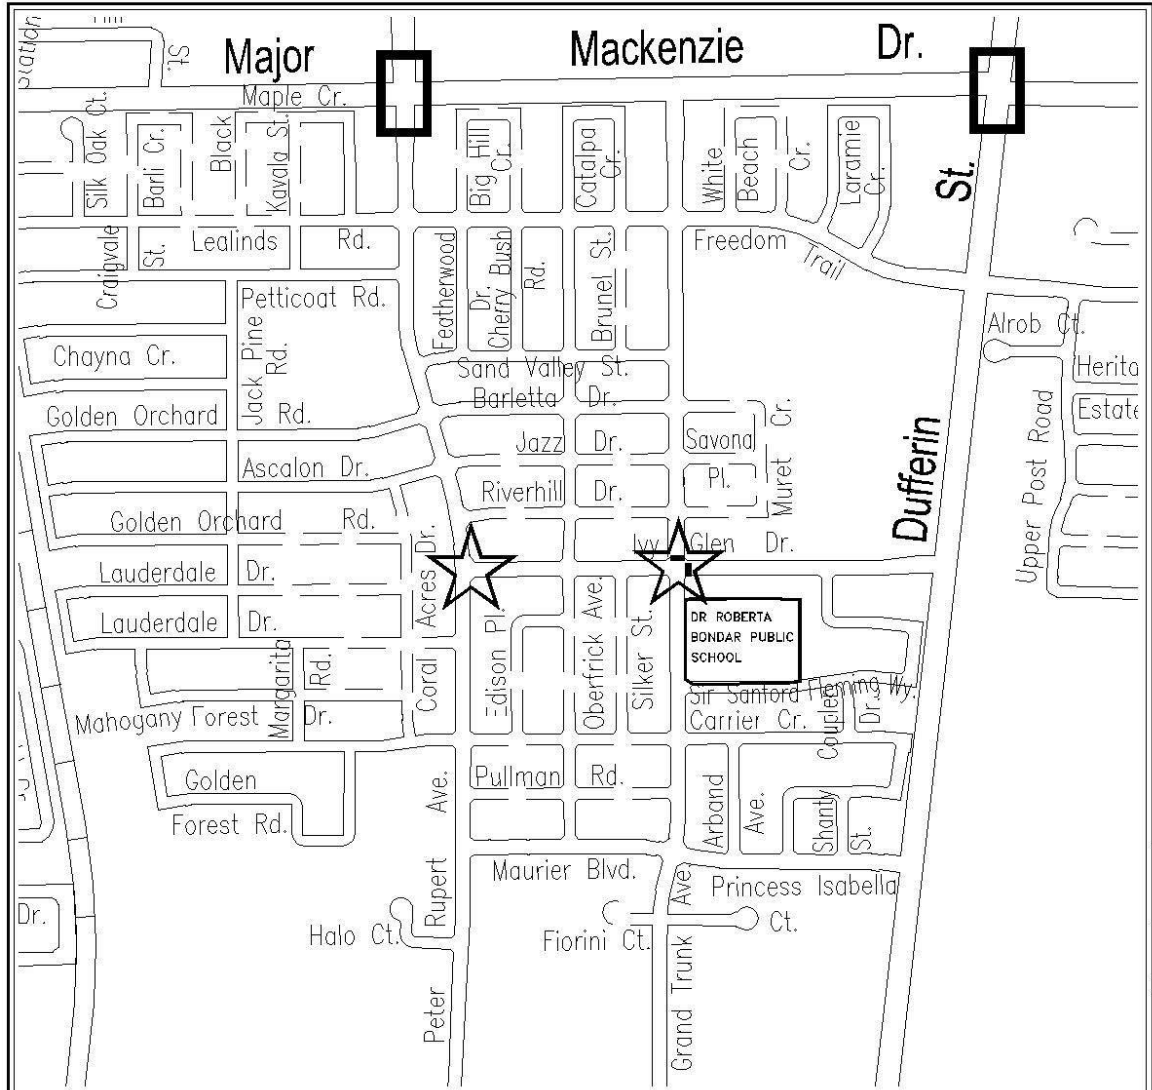 Major Mackenzie Dr.
St.
Maple Cr.
Silk Oak Ct.
Barli Cr.
Black
Kavala St.
Big Hill
Cr.
Catalpa
Cr.
White
Beach
Cr.
Laramie
Cr.
St.
Craigvale
St.
Lealinds Rd.
Featherwood
Dr.
Cherry Bush
Rd.
Brunel St.
Freedom
Trail
Petticoat Rd.
Alrob Ct.
Chayna Cr.
Jack Pine
Rd.
Sand Valley St.
Barletta Dr.
Golden Orchard Rd.
Jazz Dr.
Savona
Pl.
Muret Cr.
Ascalon Dr.
Riverhill Dr.
Dufferin
Upper Post Road
Estate
Golden Orchard Rd.
Ivy Glen Dr.
Lauderdale Dr.
Coral Acres Dr.
Lauderdale Dr.
Edison Pl.
Oberfrick Ave.
Silker St.
DR ROBERTA
BONDAR PUBLIC
SCHOOL
Margarita
Rd.
Sir Sanford Fleming Wy.
Carrier Cr.
Coupler
Dr.
Mahogany Forest Dr.
Golden
Forest Rd.
Pullman Rd.
Arband
Ave.
Shanty
St.
Peter Rupert Ave.
Maurier Blvd.
Princess Isabella
Ct.
Dr.
Halo Ct.
Fiorini Ct.
Grand Trunk Ave.